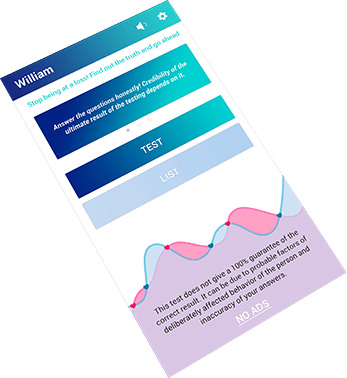 William
Stop being at a loss! Find out the truth and go ahead
Answer the questions honestly! Credibility of the
ultimate result of the testing depends on it.
TEST
LIST
This test does not give a 100% guarantee of the
correct result. It can be due to probable factors of
deliberately affected behavior of the person and
inaccuracy of your answers.
NO ADS